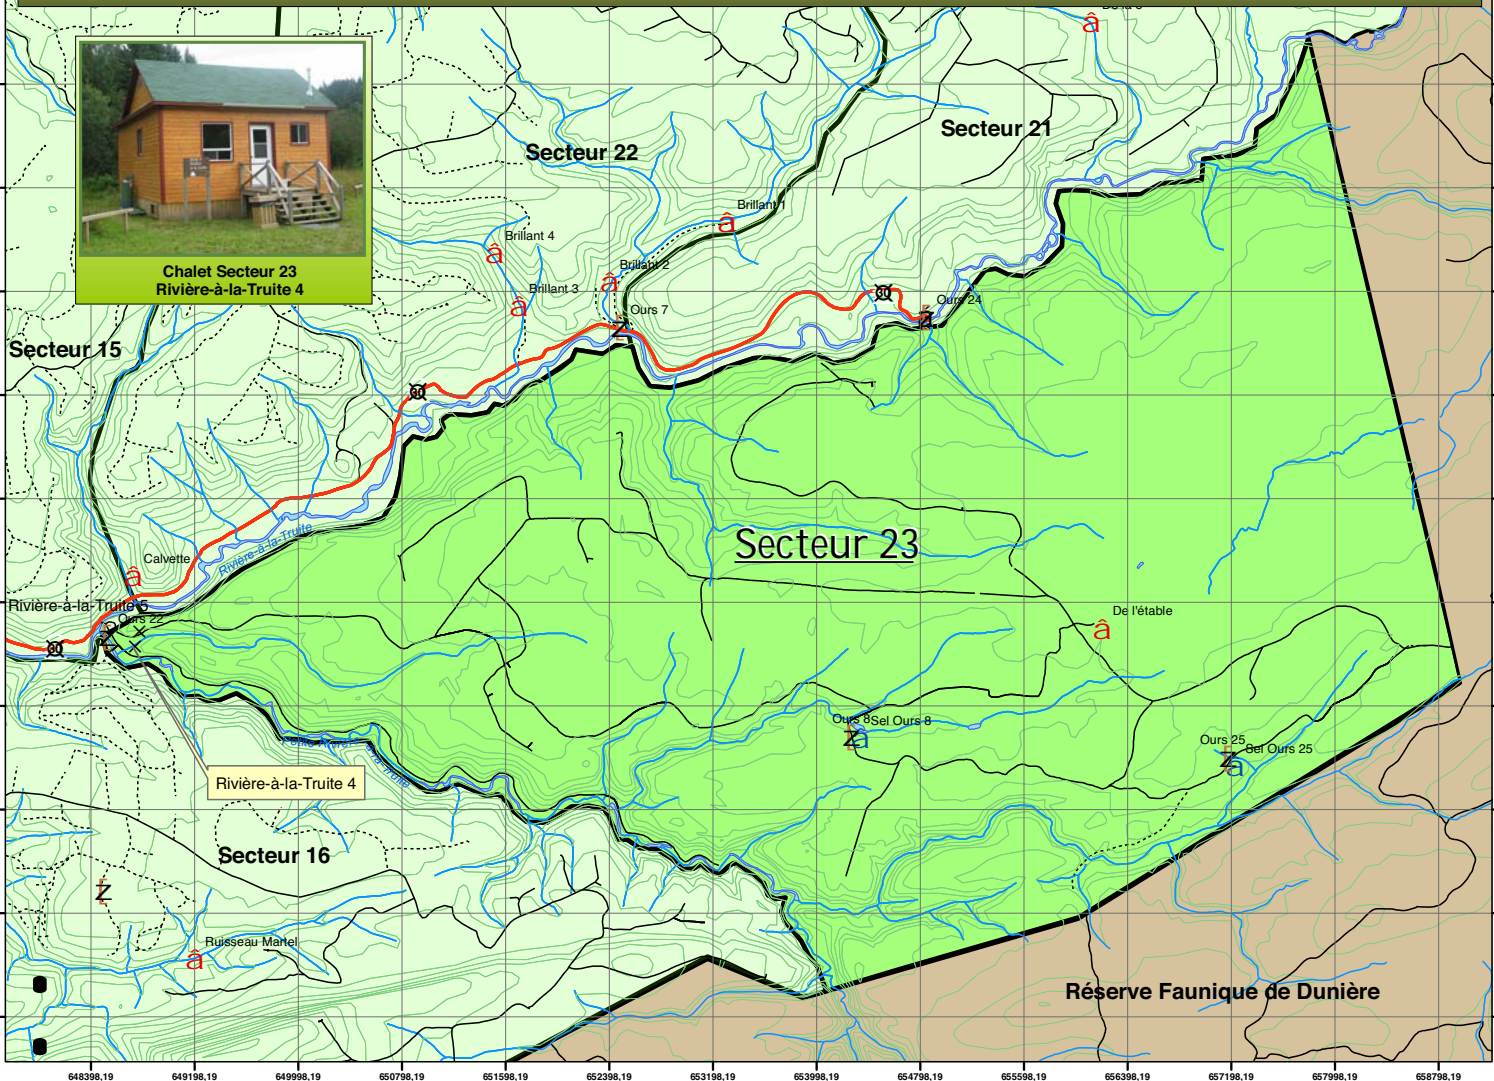 Secteur 21
Secteur 22
Brillant 1
Brillant 4
Brillant 2
Chalet Secteur 23
Rivière-à-la-Truite 4
Brillant 3
Ours 24
Ours 7
Secteur 15
Rivière-à-la-Truite
Secteur 23
Calvette
Rivière-à-la-Truite 5
Ours 22
De l'étable
Ours 8
Sel Ours 8
Ours 25
Sel Ours 25
Rivière-à-la-Truite 4
Secteur 16
Ruisseau Martel
Réserve Faunique de Dunière
648398,19 649198,19 649998,19 650798,19 651598,19 652398,19 653198,19 653998,19 654798,19 655598,19 656398,19 657198,19 657998,19 658798,19